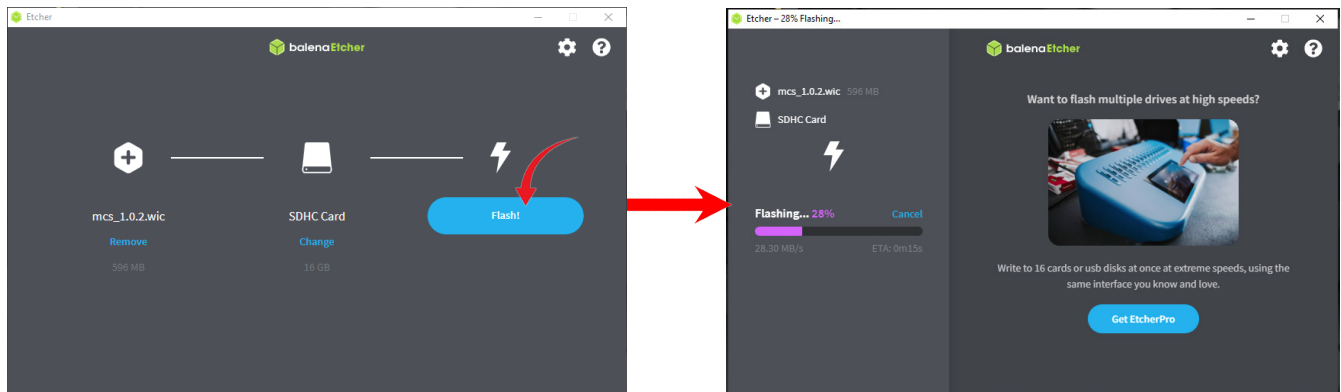 Etcher
balenaEtcher
mcs_1.0.2.wic
SDHC Card
Flash!
Remove
Change
596 MB
16 GB
Etcher – 28% Flashing...
balenaEtcher
mcs_1.0.2.wic 596 MB
SDHC Card
Flashing... 28% Cancel
28.30 MB/s ETA: 0m15s
Want to flash multiple drives at high speeds?
Write to 16 cards or usb disks at once at extreme speeds, using the
same interface you know and love.
Get EtcherPro